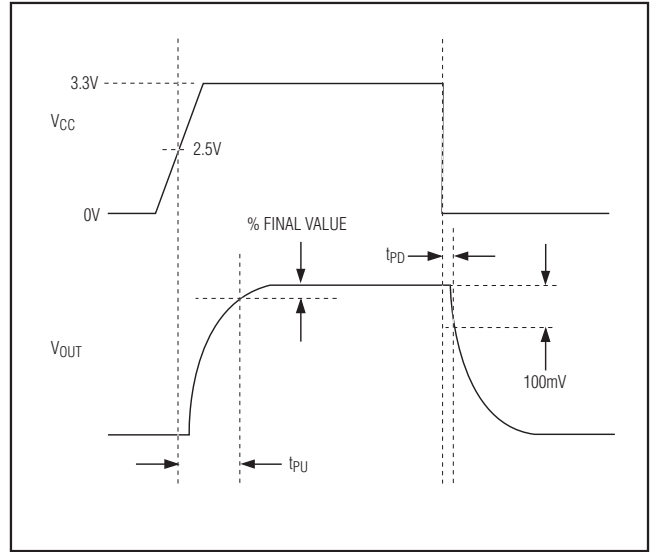 3.3V
VCC
2.5V
0V
% FINAL VALUE
tPD
VOUT
100mV
tPU